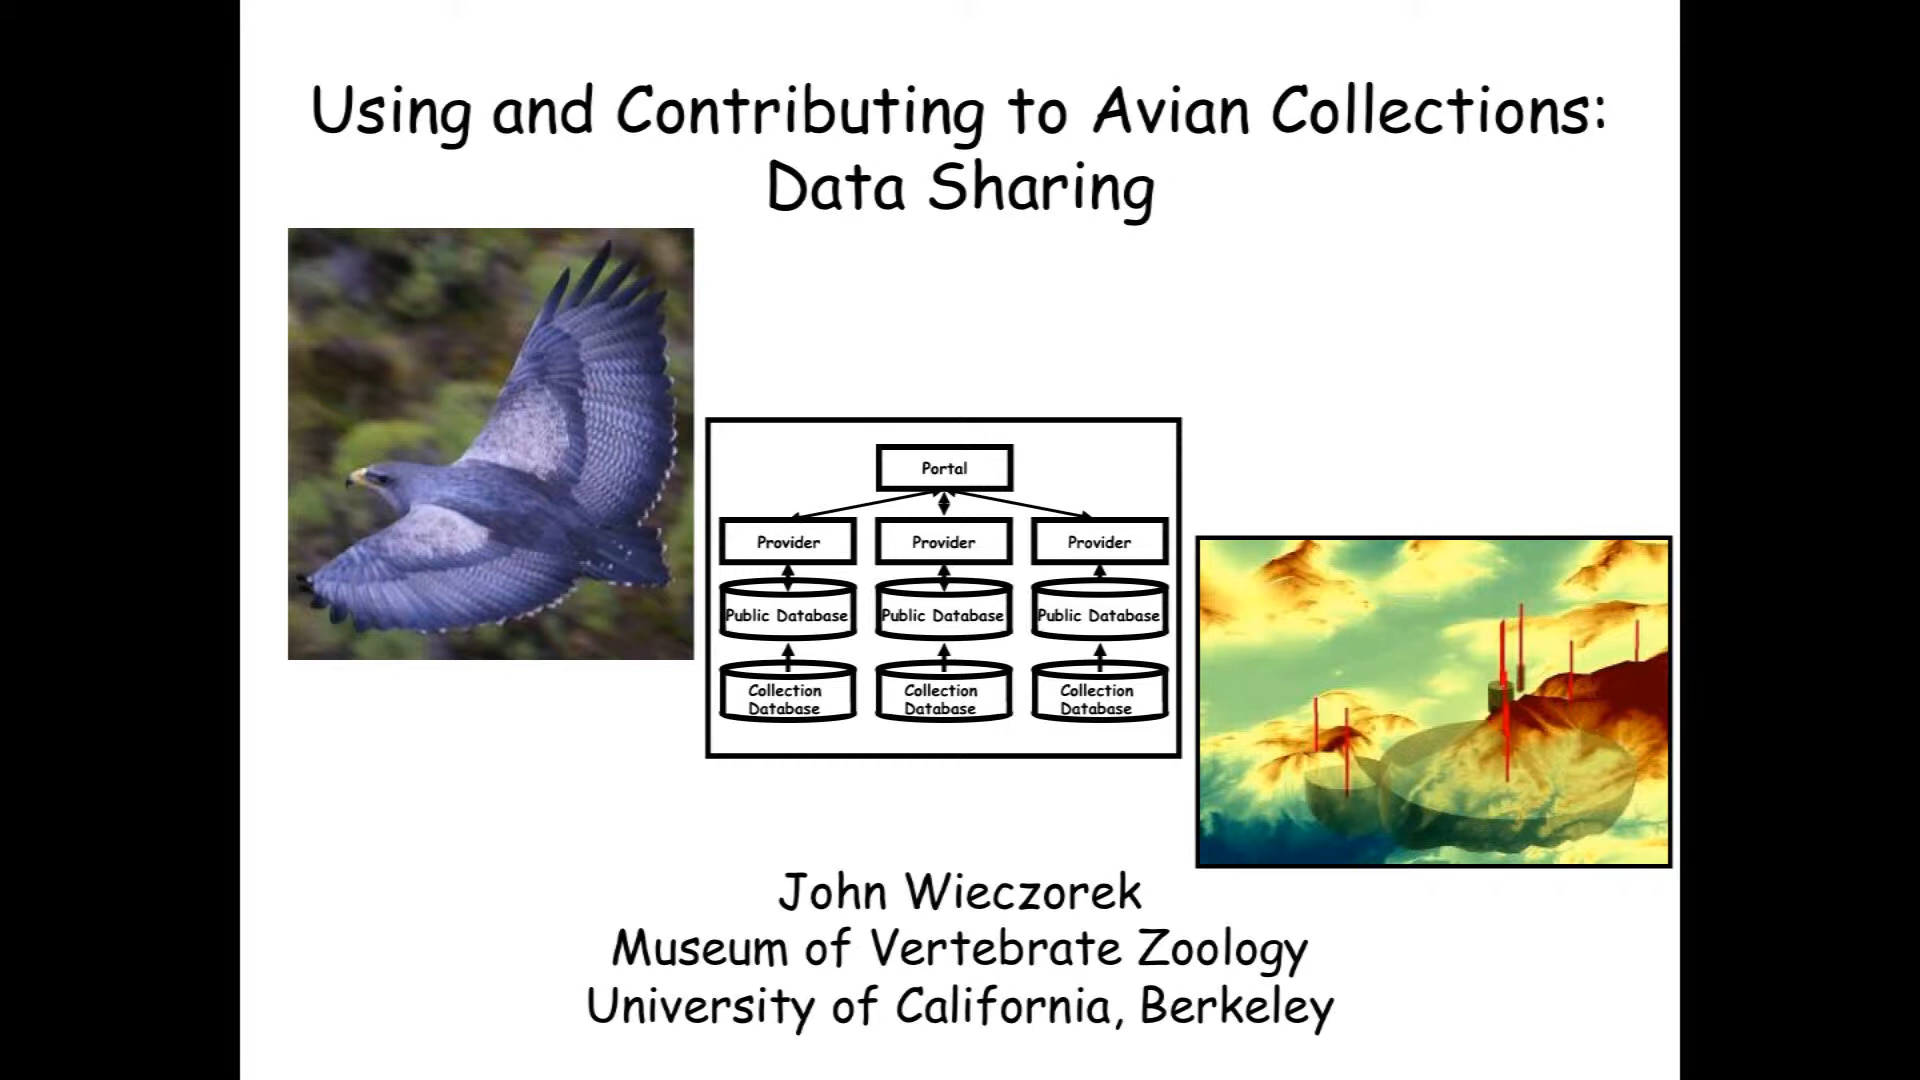 Using and Contributing to Avian Collections:
Data Sharing
Portal
Provider
Provider
Provider
Public Database
Public Database
Public Database
Collection
Database
Collection
Database
Collection
Database
John Wieczorek
Museum of Vertebrate Zoology
University of California, Berkeley